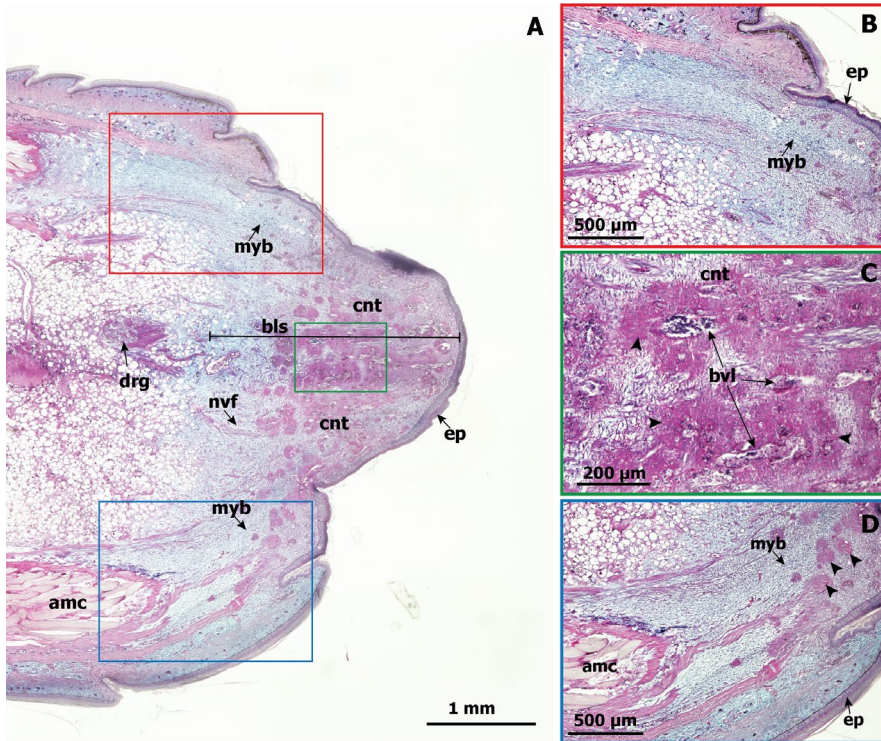 A
myb
cnt
bls
drg
nvf
cnt
ep
myb
amc
1 mm
B
ep
myb
500 µm
cnt
C
bvl
200 µm
D
myb
amc
ep
500 µm